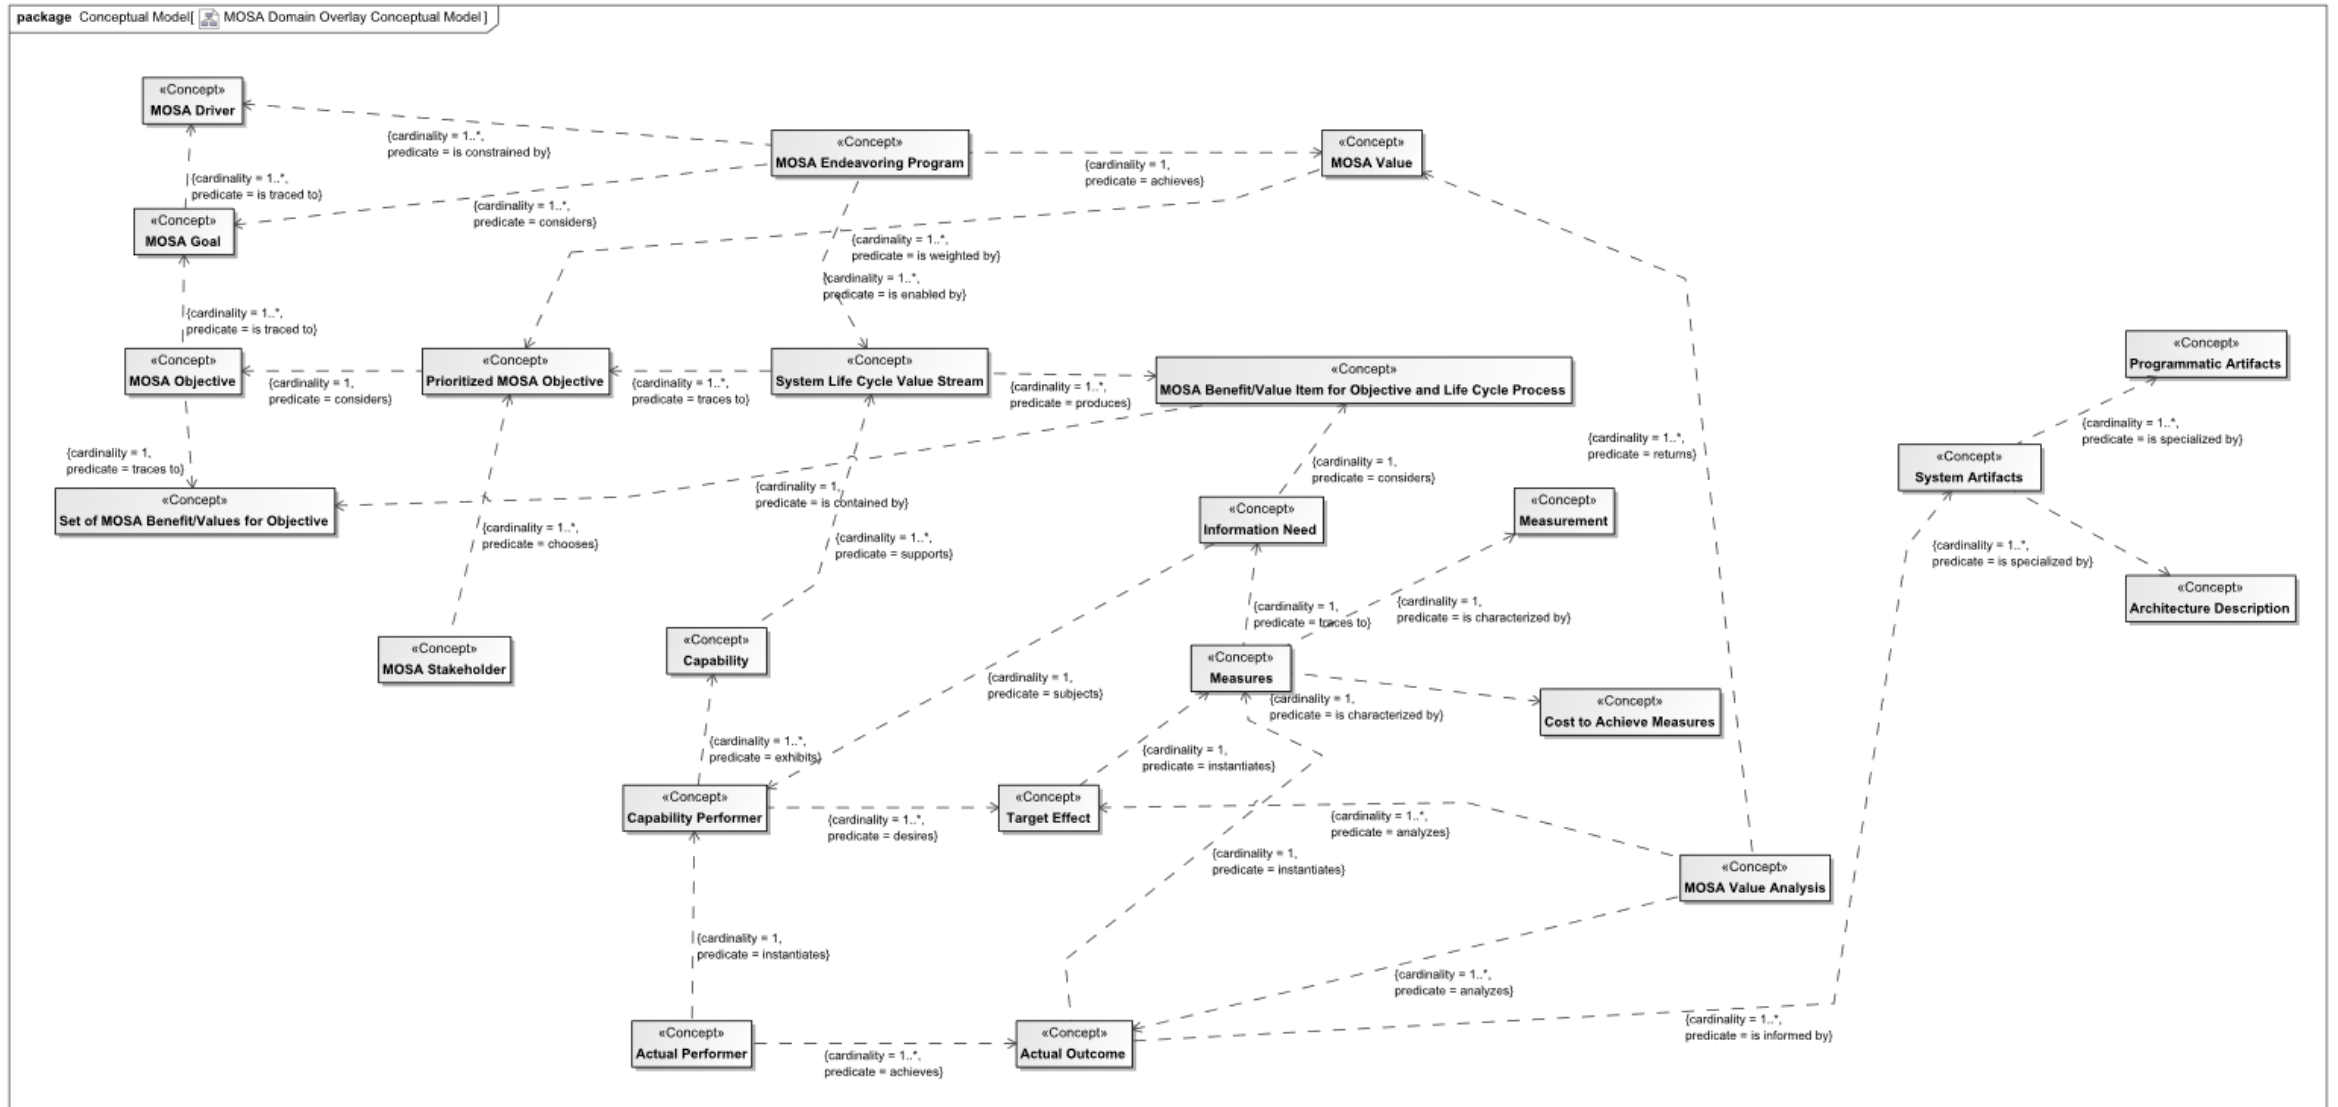 package Conceptual Model[ MOSA Domain Overlay Conceptual Model ]
«Concept»
MOSA Driver
{cardinality = 1..*,
predicate = is constrained by}
«Concept»
MOSA Endeavoring Program
{cardinality = 1,
predicate = achieves}
«Concept»
MOSA Value
{cardinality = 1..*,
predicate = is traced to}
{cardinality = 1..*,
predicate = considers}
«Concept»
MOSA Goal
{cardinality = 1..*,
predicate = is weighted by}
{cardinality = 1..*,
predicate = is enabled by}
{cardinality = 1..*,
predicate = is traced to}
«Concept»
MOSA Objective
{cardinality = 1,
predicate = considers}
«Concept»
Prioritized MOSA Objective
{cardinality = 1..*,
predicate = traces to}
«Concept»
System Life Cycle Value Stream
{cardinality = 1..*,
predicate = produces}
«Concept»
MOSA Benefit/Value Item for Objective and Life Cycle Process
«Concept»
Programmatic Artifacts
{cardinality = 1..*,
predicate = is specialized by}
{cardinality = 1,
predicate = traces to}
{cardinality = 1..*,
predicate = returns}
{cardinality = 1,
predicate = considers}
«Concept»
System Artifacts
«Concept»
Set of MOSA Benefit/Values for Objective
{cardinality = 1,
predicate = is contained by}
«Concept»
Information Need
«Concept»
Measurement
{cardinality = 1..*,
predicate = chooses}
{cardinality = 1..*,
predicate = supports}
{cardinality = 1..*,
predicate = is specialized by}
«Concept»
Architecture Description
{cardinality = 1,
predicate = traces to}
{cardinality = 1,
predicate = is characterized by}
«Concept»
MOSA Stakeholder
«Concept»
Capability
«Concept»
Measures
{cardinality = 1,
predicate = subjects}
{cardinality = 1,
predicate = is characterized by}
«Concept»
Cost to Achieve Measures
{cardinality = 1..*,
predicate = exhibits}
{cardinality = 1,
predicate = instantiates}
«Concept»
Capability Performer
{cardinality = 1..*,
predicate = desires}
«Concept»
Target Effect
{cardinality = 1..*,
predicate = analyzes}
{cardinality = 1,
predicate = instantiates}
«Concept»
MOSA Value Analysis
{cardinality = 1,
predicate = instantiates}
{cardinality = 1..*,
predicate = analyzes}
«Concept»
Actual Performer
{cardinality = 1..*,
predicate = achieves}
«Concept»
Actual Outcome
{cardinality = 1..*,
predicate = is informed by}